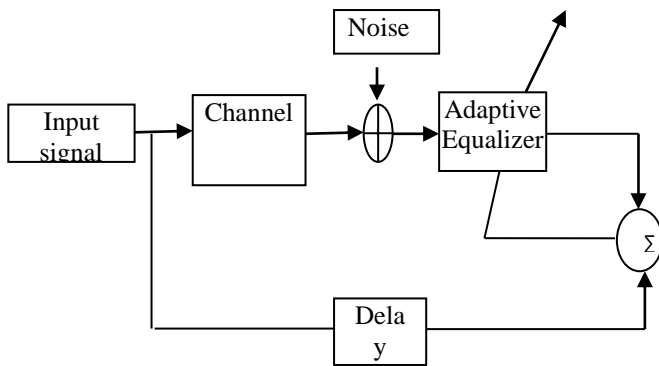 Noise
Input
signal
Channel
Adaptive
Equalizer
Σ
Dela
y